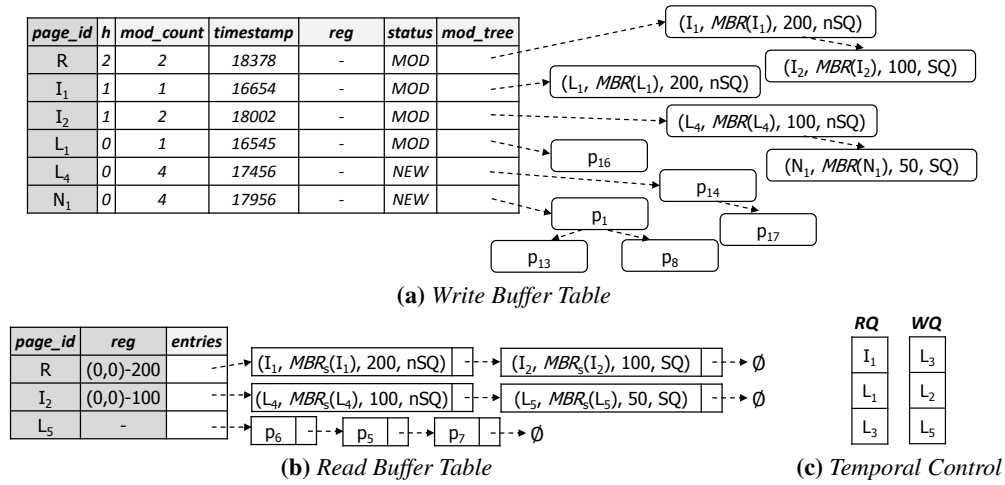 page_id h mod_count timestamp reg status mod_tree
R 2 2 18378 - MOD
I₁ 1 1 16654 - MOD
I₂ 1 2 18002 - MOD
L₁ 0 1 16545 - MOD
L₄ 0 4 17456 - NEW
N₁ 0 4 17956 - NEW
(I₁, MBR(I₁), 200, nSQ)
(I₂, MBR(I₂), 100, SQ)
(L₁, MBR(L₁), 200, nSQ)
(L₄, MBR(L₄), 100, nSQ)
(N₁, MBR(N₁), 50, SQ)
p₁₆
p₁₄
p₁₇
p₁
p₁₃ p₈
(a) Write Buffer Table
page_id reg entries
R (0,0)-200 (I₁, MBRₛ(I₁), 200, nSQ) (I₂, MBRₛ(I₂), 100, SQ) Ø
I₂ (0,0)-100 (L₄, MBRₛ(L₄), 100, nSQ) (L₅, MBRₛ(L₅), 50, SQ) Ø
L₅ - p₆ p₅ p₇ Ø
(b) Read Buffer Table
RQ WQ
I₁ L₃
L₁ L₂
L₃ L₅
(c) Temporal Control